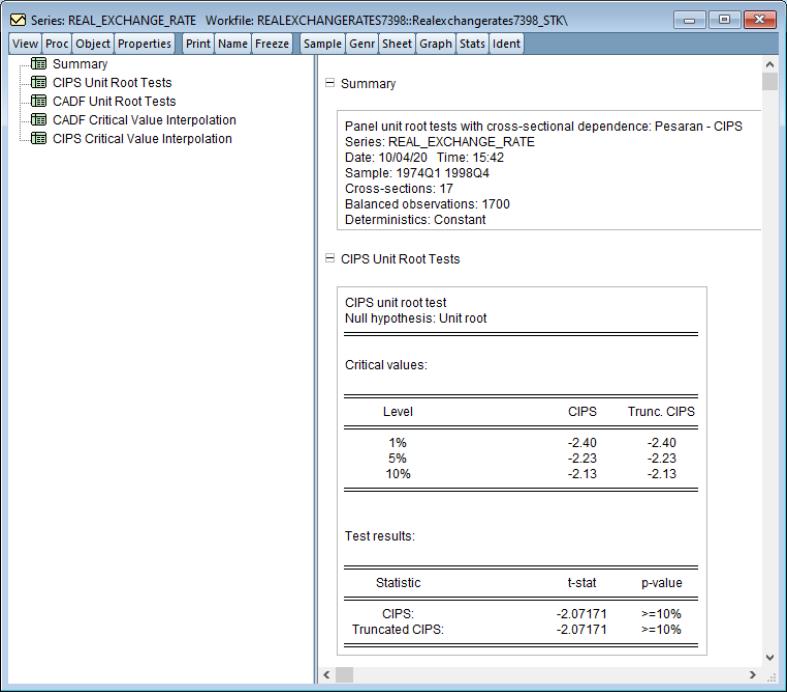 Series: REAL_EXCHANGE_RATE Workfile: REALEXCHANGERATES7398::Realexchangerates7398_STK\
View Proc Object Properties Print Name Freeze Sample Genr Sheet Graph Stats Ident
Summary
CIPS Unit Root Tests
CADF Unit Root Tests
CADF Critical Value Interpolation
CIPS Critical Value Interpolation
Summary
Panel unit root tests with cross-sectional dependence: Pesaran - CIPS
Series: REAL_EXCHANGE_RATE
Date: 10/04/20 Time: 15:42
Sample: 1974Q1 1998Q4
Cross-sections: 17
Balanced observations: 1700
Deterministics: Constant
CIPS Unit Root Tests
CIPS unit root test
Null hypothesis: Unit root
Critical values:
Level CIPS Trunc. CIPS
1% -2.40 -2.40
5% -2.23 -2.23
10% -2.13 -2.13
Test results:
Statistic t-stat p-value
CIPS: -2.07171 >=10%
Truncated CIPS: -2.07171 >=10%